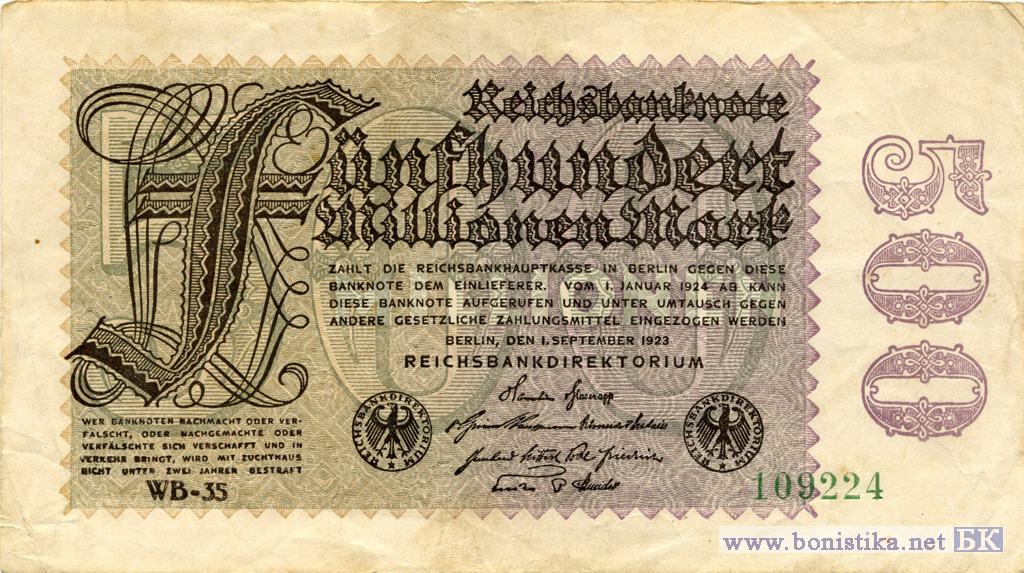 Reichsbanknote
Fünfhundert
Millionen Mark
ZAHLT DIE REICHSBANKHAUPTKASSE IN BERLIN GEGEN DIESE
BANKNOTE DEM EINLIEFERER. VOM 1. JANUAR 1924 AB KANN
DIESE BANKNOTE AUFGERUFEN UND UNTER UMTAUSCH GEGEN
ANDERE GESETZLICHE ZAHLUNGSMITTEL EINGEZOGEN WERDEN
BERLIN, DEN 1. SEPTEMBER 1923
REICHSBANKDIREKTORIUM
REICHSBANKDIREKTORIUM
REICHSBANKDIREKTORIUM
WER BANKNOTEN NACHMACHT ODER VER-
FÄLSCHT, ODER NACHGEMACHTE ODER
VERFÄLSCHTE SICH VERSCHAFFT UND IN
VERKEHR BRINGT, WIRD MIT ZUCHTHAUS
NICHT UNTER ZWEI JAHREN BESTRAFT
WB-35
109224
500
www.bonistika.net БК